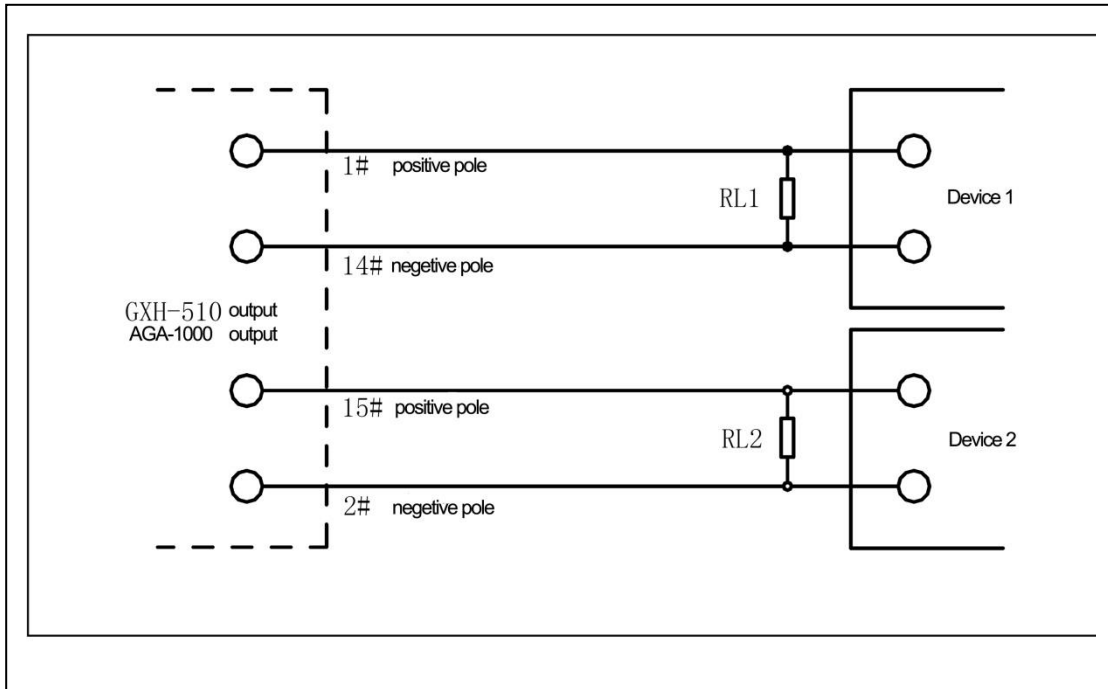 1# positive pole
RL1
Device 1
14# negetive pole
GXH-510 output
AGA-1000 output
15# positive pole
RL2
Device 2
2# negetive pole